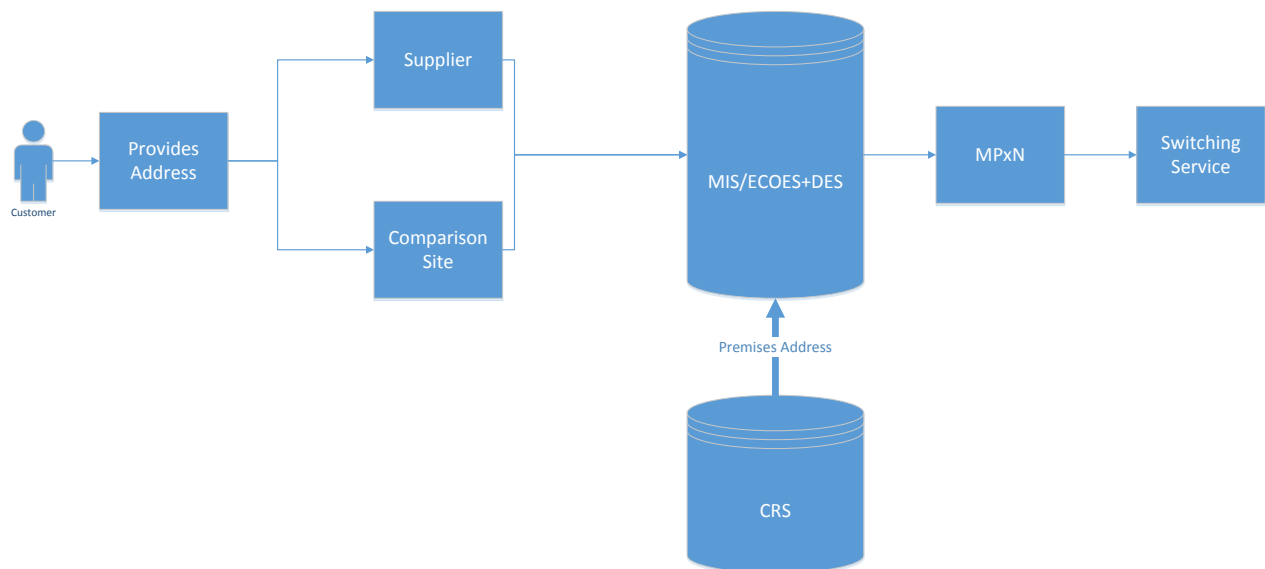 Supplier
Customer
Provides
Address
Comparison
Site
MIS/ECOES+DES
MPxN
Switching
Service
Premises Address
CRS